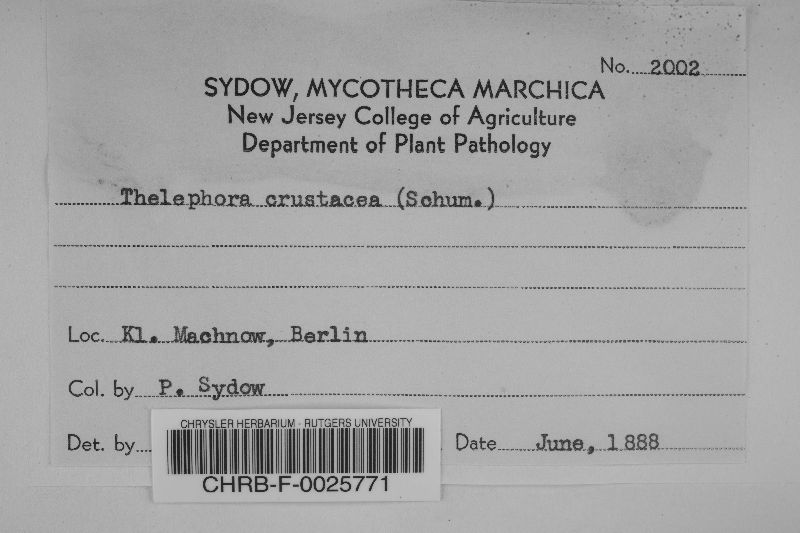 No. 2002
SYDOW, MYCOTHECA MARCHICA
New Jersey College of Agriculture
Department of Plant Pathology
Thelephora crustacea (Schum.)
Loc. Kl. Machnow, Berlin
Col. by P. Sydow
Det. by
Date June, 1888
CHRYSLER HERBARIUM - RUTGERS UNIVERSITY
CHRB-F-0025771